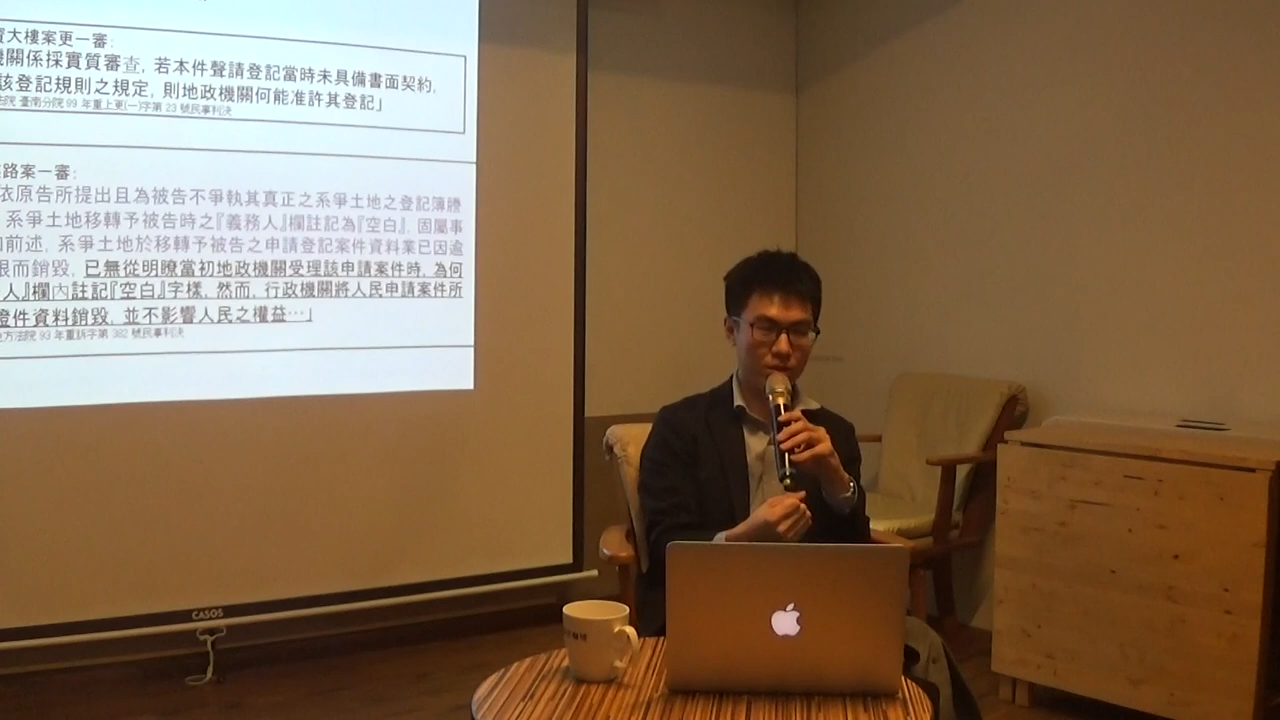 大樓案更一審:
關係採實質審查, 若本件聲請登記當時未具備書面契約,
該登記規則之規定, 則地政機關何能准許其登記」
法院 臺南分院 99 年重上更(一)字第 23 號民事判決
路案一審:
依原告所提出且為被告不爭執其真正之系爭土地之登記簿謄
系爭土地移轉予被告時之『義務人』欄註記為『空白』, 固屬事
前述, 系爭土地於移轉予被告之申請登記案件資料業已因逾
限而銷毀, 已無從明瞭當初地政機關受理該申請案件時, 為何
人』欄內註記『空白』字樣, 然而, 行政機關將人民申請案件所
證件資料銷毀, 並不影響人民之權益…」
方法院 93 年重訴字第 382 號民事判決
CASOS